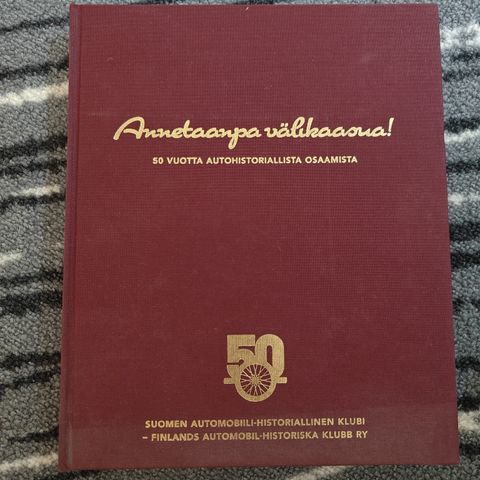 Annetaanpa välikaasua!
50 VUOTTA AUTOHISTORIALLISTA OSAAMISTA
50
SUOMEN AUTOMOBIILI-HISTORIALLINEN KLUBI
– FINLANDS AUTOMOBIL-HISTORISKA KLUBB RY